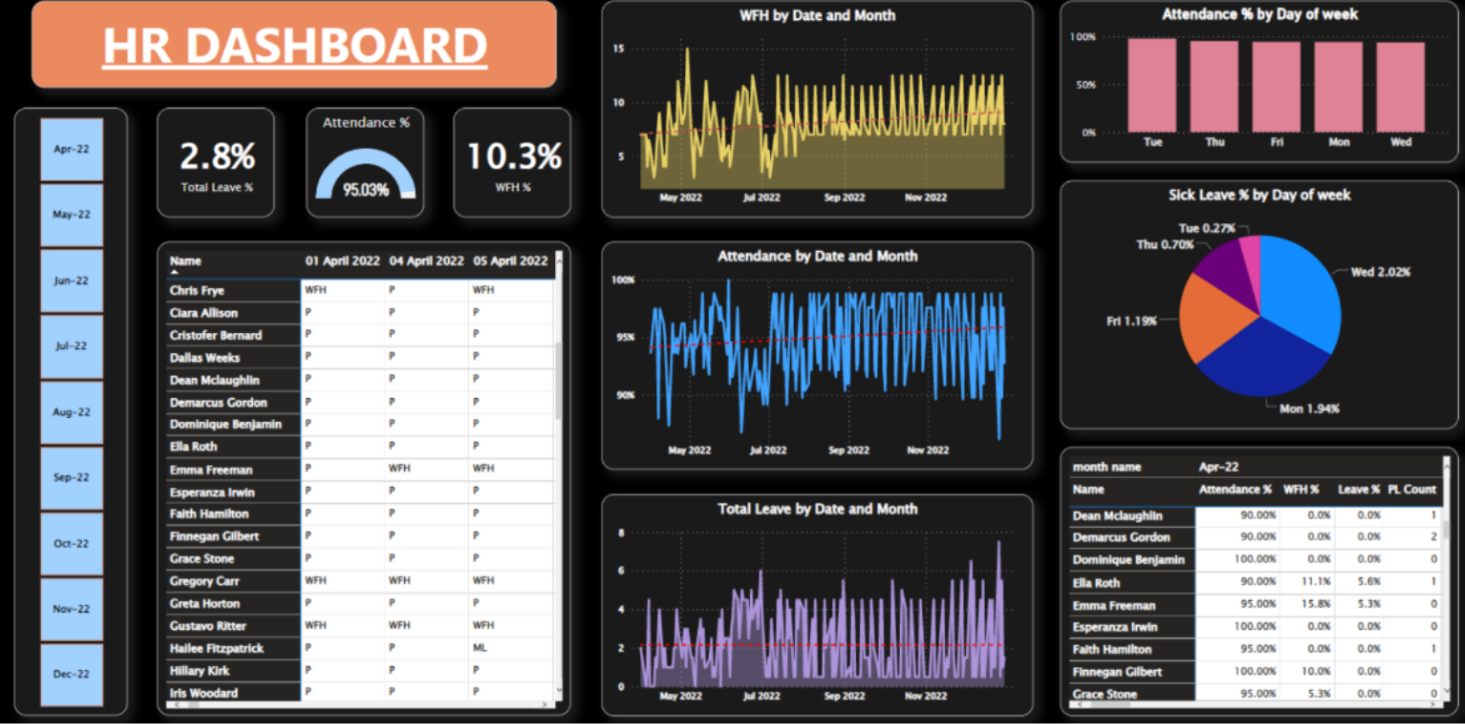 HR DASHBOARD
Apr-22
May-22
Jun-22
Jul-22
Aug-22
Sep-22
Oct-22
Nov-22
Dec-22
2.8%
Total Leave %
Attendance %
95.03%
10.3%
WFH %
Name 01 April 2022 04 April 2022 05 April 2022
Chris Frye WFH P WFH
Ciara Allison P P P
Cristofer Bernard P P P
Dallas Weeks P P P
Dean Mclaughlin P P P
Demarcus Gordon P P P
Dominique Benjamin P P P
Ella Roth P P P
Emma Freeman P WFH WFH
Esperanza Irwin P P P
Faith Hamilton P P P
Finnegan Gilbert P P P
Grace Stone P P P
Gregory Carr WFH WFH WFH
Greta Horton P P P
Gustavo Ritter WFH WFH WFH
Hailee Fitzpatrick P P ML
Hillary Kirk P P P
Iris Woodard P P P
WFH by Date and Month
15
10
5
May 2022 Jul 2022 Sep 2022 Nov 2022
Attendance by Date and Month
100%
95%
90%
May 2022 Jul 2022 Sep 2022 Nov 2022
Total Leave by Date and Month
8
6
4
2
0
May 2022 Jul 2022 Sep 2022 Nov 2022
Attendance % by Day of week
100%
50%
0%
Tue Thu Fri Mon Wed
Sick Leave % by Day of week
Tue 0.27%
Thu 0.70%
Wed 2.02%
Fri 1.19%
Mon 1.94%
month name Apr-22
Name Attendance % WFH % Leave % PL Count
Dean Mclaughlin 90.00% 0.0% 0.0% 1
Demarcus Gordon 90.00% 0.0% 0.0% 2
Dominique Benjamin 100.00% 0.0% 0.0% 0
Ella Roth 90.00% 11.1% 5.6% 1
Emma Freeman 95.00% 15.8% 5.3% 0
Esperanza Irwin 100.00% 0.0% 0.0% 0
Faith Hamilton 95.00% 0.0% 0.0% 1
Finnegan Gilbert 100.00% 10.0% 0.0% 0
Grace Stone 95.00% 5.3% 0.0% 0